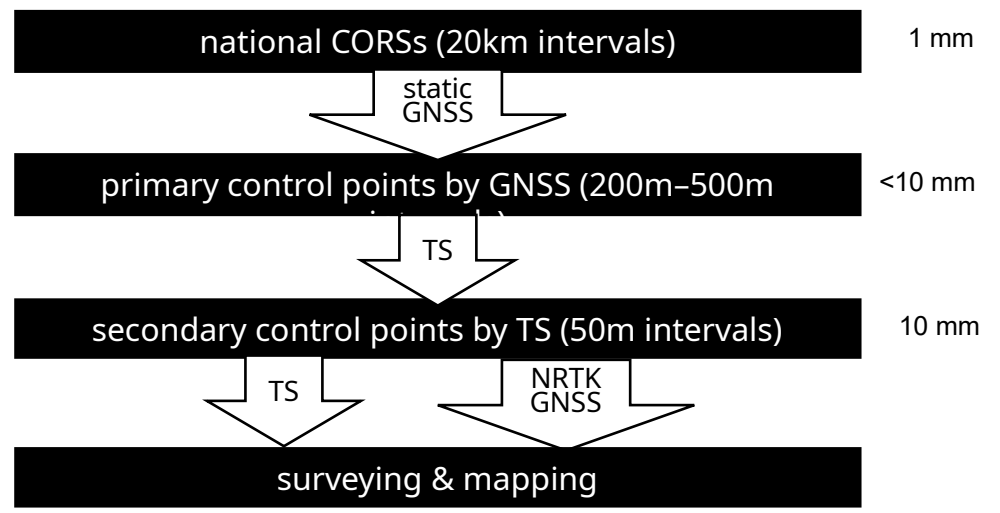 national CORSs (20km intervals)
1 mm
static
GNSS
primary control points by GNSS (200m–500m
<10 mm
TS
secondary control points by TS (50m intervals)
10 mm
TS
NRTK
GNSS
surveying & mapping